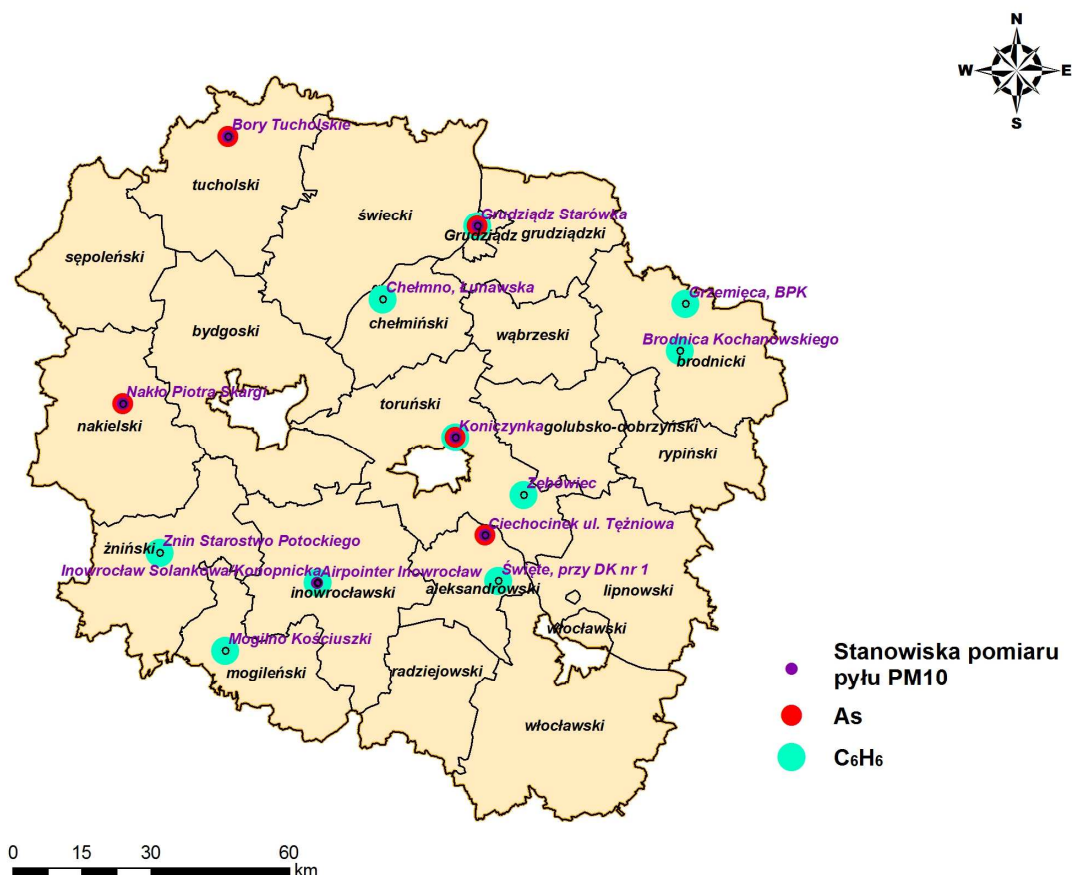 N
W
E
S
Bory Tucholskie
tucholski
świecki
Grudziądz Starówka
Grudziądz
grudziądzki
sępoleński
Chełmno, Łunawska
chełmiński
Grzemięca, BPK
bydgoski
wąbrzeski
Brodnica Kochanowskiego
brodnicki
Nakło Piotra Skargi
nakielski
toruński
Koniczynka
golubsko-dobrzyński
rypiński
Zębowiec
Ciechocinek ul. Tężniowa
żniński
Znin Starostwo Potockiego
Inowrocław Solankowa/Konopnicka
Airpointer Inowrocław
inowrocławski
Święte, przy DK nr 1
aleksandrowski
lipnowski
włocławski
Mogilno Kościuszki
mogileński
radziejowski
włocławski
Stanowiska pomiaru
pyłu PM10
As
C₆H₆
0 15 30 60
km